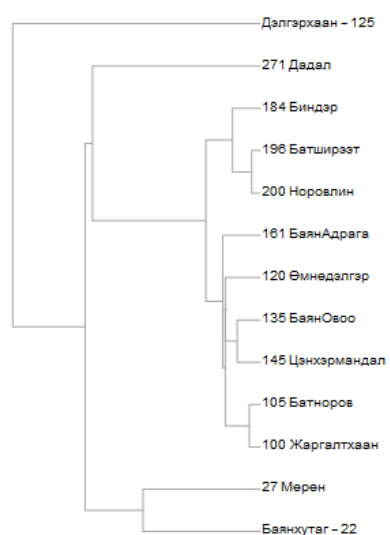 Дэлгэрхаан – 125
271 Дадал
184 Биндэр
196 Батширээт
200 Норовлин
161 БаянАдрага
120 Өмнөдэлгэр
135 БаянОвоо
145 Цэнхэрмандал
105 Батноров
100 Жаргалтхаан
27 Мөрөн
Баянхутаг – 22